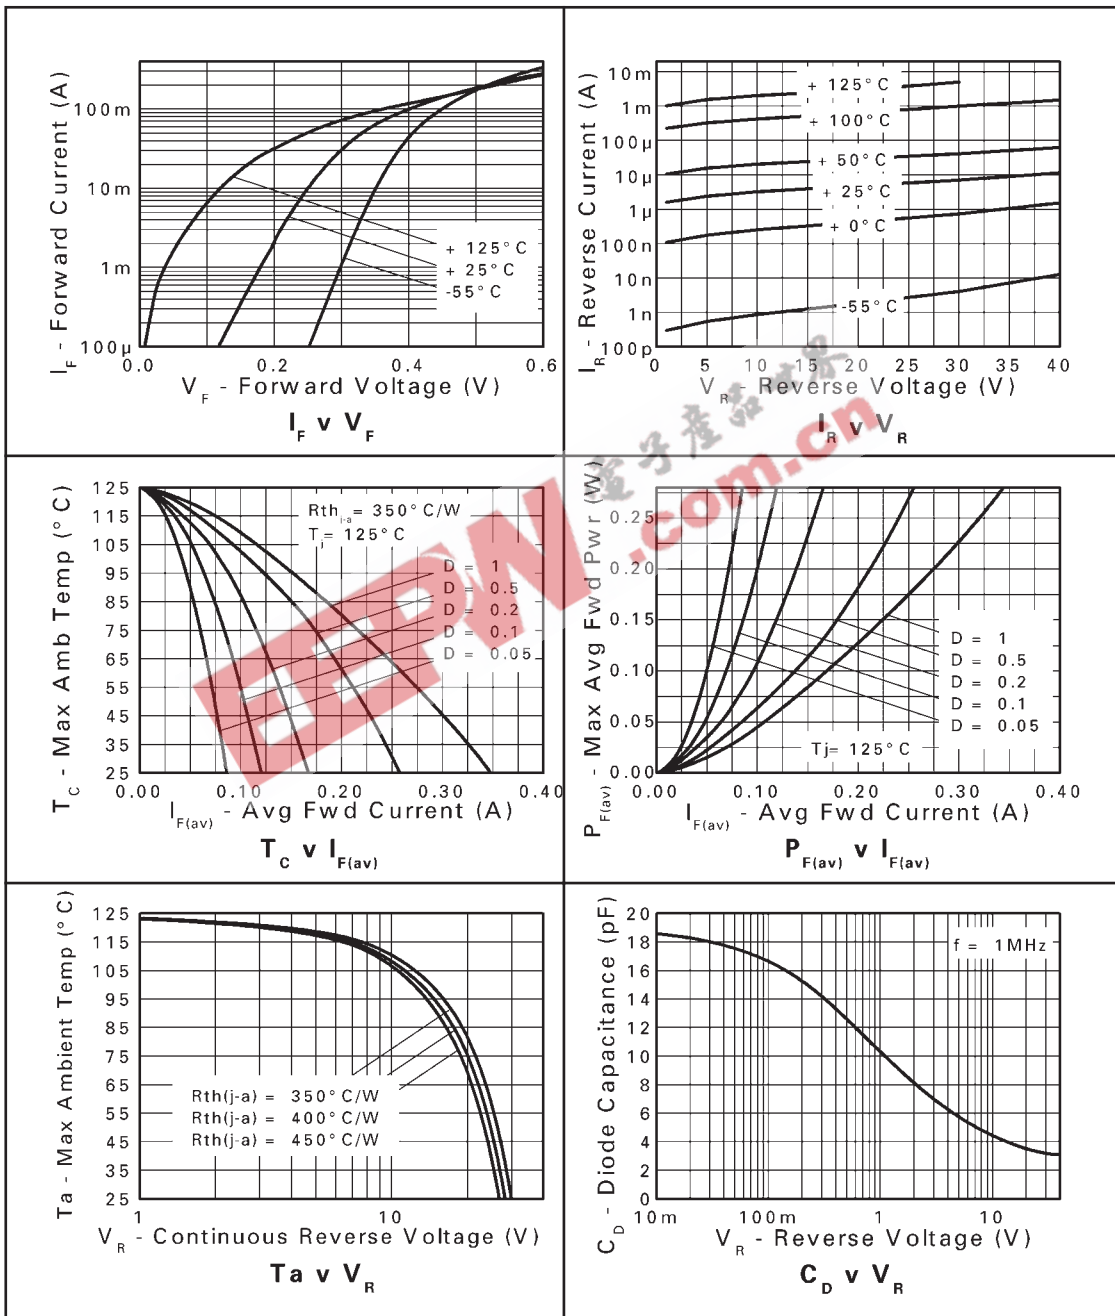 I_F - Forward Current (A)
100m
10m
1m
100µ
+ 125°C
+ 25°C
-55°C
0.0 0.2 0.4 0.6
V_F - Forward Voltage (V)
I_F v V_F
I_R - Reverse Current (A)
10m
1m
100µ
10µ
1µ
100n
10n
1n
100p
+ 125°C
+ 100°C
+ 50°C
+ 25°C
+ 0°C
-55°C
0 5 10 15 20 25 30 35 40
V_R - Reverse Voltage (V)
I_R v V_R
電子產品世界
EEPW.com.cn
T_C - Max Amb Temp (°C)
125
115
105
95
85
75
65
55
45
35
25
Rth_j-a = 350°C/W
T_j = 125°C
D = 1
D = 0.5
D = 0.2
D = 0.1
D = 0.05
0.00 0.10 0.20 0.30 0.40
I_F(av) - Avg Fwd Current (A)
T_C v I_F(av)
P_F(av) - Max Avg Fwd Pwr (W)
0.25
0.20
0.15
0.10
0.05
0.00
D = 1
D = 0.5
D = 0.2
D = 0.1
D = 0.05
Tj= 125°C
0.00 0.10 0.20 0.30 0.40
I_F(av) - Avg Fwd Current (A)
P_F(av) v I_F(av)
Ta - Max Ambient Temp (°C)
125
115
105
95
85
75
65
55
45
35
25
Rth(j-a) = 350°C/W
Rth(j-a) = 400°C/W
Rth(j-a) = 450°C/W
1 10
V_R - Continuous Reverse Voltage (V)
Ta v V_R
C_D - Diode Capacitance (pF)
20
18
16
14
12
10
8
6
4
2
0
f = 1MHz
10m 100m 1 10
V_R - Reverse Voltage (V)
C_D v V_R